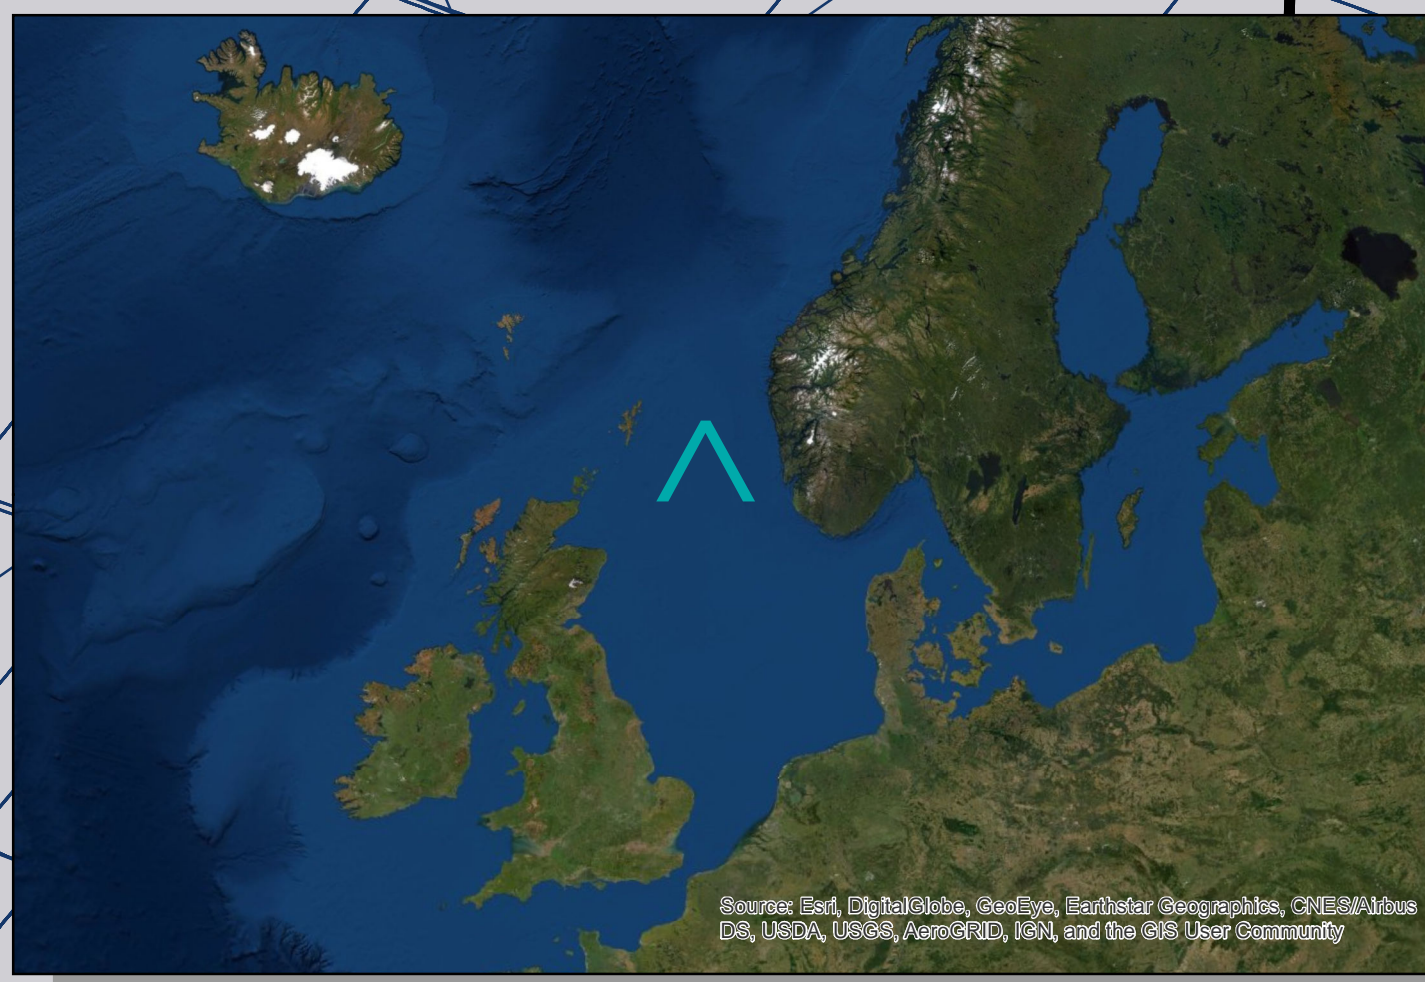 Source: Esri, DigitalGlobe, GeoEye, Earthstar Geographics, CNES/Airbus
DS, USDA, USGS, AeroGRID, IGN, and the GIS User Community